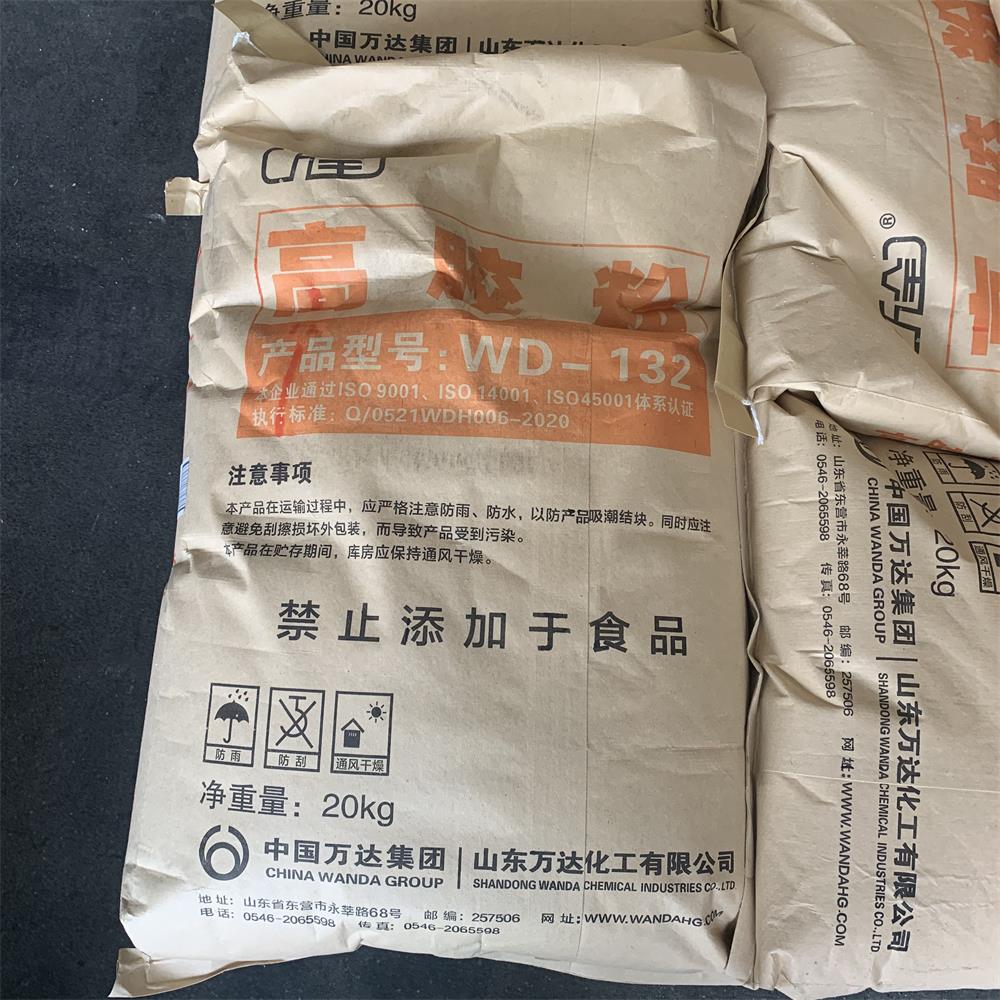 净重量：20kg
中国万达集团 | 山东万达
CHINA WANDA
高胶粉
产品型号：WD-132
本企业通过ISO 9001、ISO 14001、ISO45001体系认证
执行标准：Q/0521WDH006-2020
注意事项
本产品在运输过程中，应严格注意防雨、防水，以防产品吸潮结块。同时应注
意避免刮擦损坏外包装，而导致产品受到污染。
本产品在贮存期间，库房应保持通风干燥。
禁止添加于食品
防雨 防刮 通风干燥
净重量：20kg
中国万达集团 | 山东万达化工有限公司
CHINA WANDA GROUP SHANDONG WANDA CHEMICAL INDUSTRIES CO.,LTD
地址：山东省东营市永莘路68号 邮编：257506 网址：WWW.WANDAHG.COM
电话：0546-2065598 传真：0546-2065598
®
防刮
通风干燥
净重量：20kg
中国万达集团 | 山东万达化工有限公司
CHINA WANDA GROUP SHANDONG WANDA CHEMICAL INDUSTRIES CO.,LTD
地址：山东省东营市永莘路68号 邮编：257506 网址：WWW.WANDAHG.COM
电话：0546-2065598 传真：0546-2065598